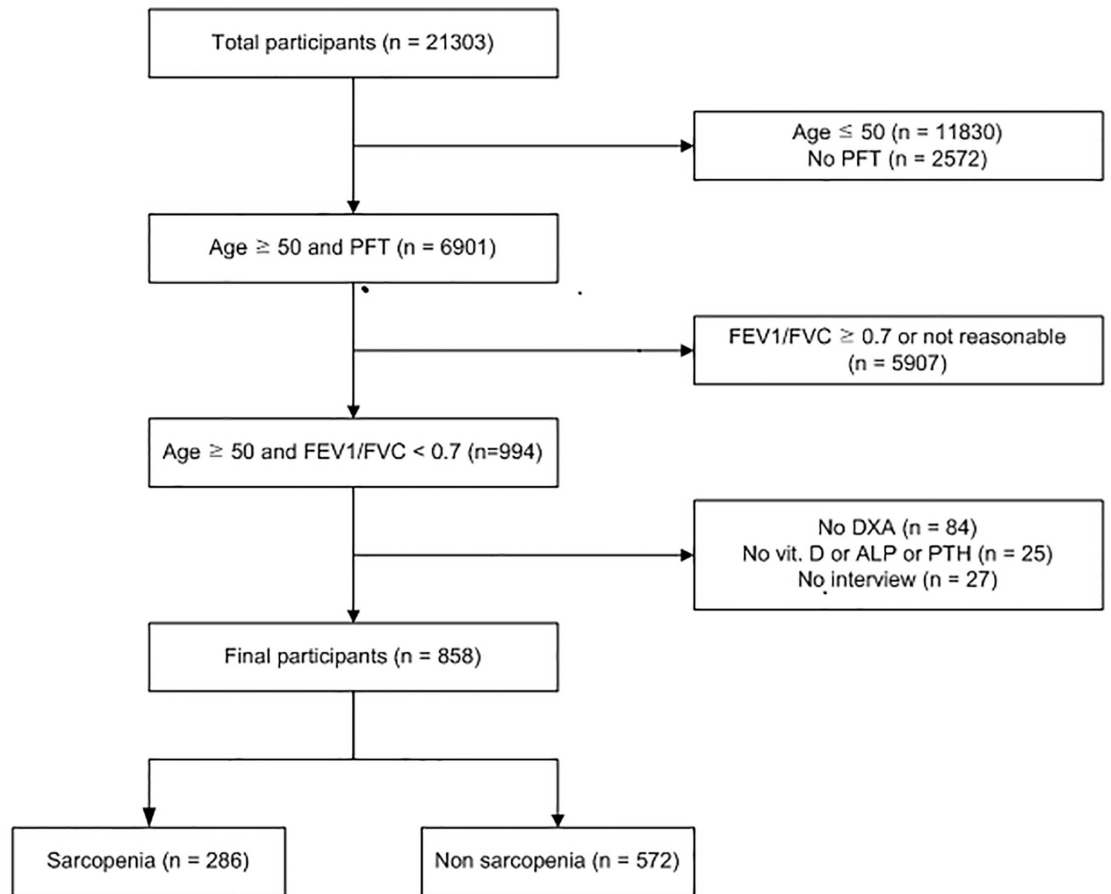 Total participants (n = 21303)
Age ≦ 50 (n = 11830)
No PFT (n = 2572)
Age ≧ 50 and PFT (n = 6901)
FEV1/FVC ≧ 0.7 or not reasonable
(n = 5907)
Age ≧ 50 and FEV1/FVC < 0.7 (n=994)
No DXA (n = 84)
No vit. D or ALP or PTH (n = 25)
No interview (n = 27)
Final participants (n = 858)
Sarcopenia (n = 286)
Non sarcopenia (n = 572)